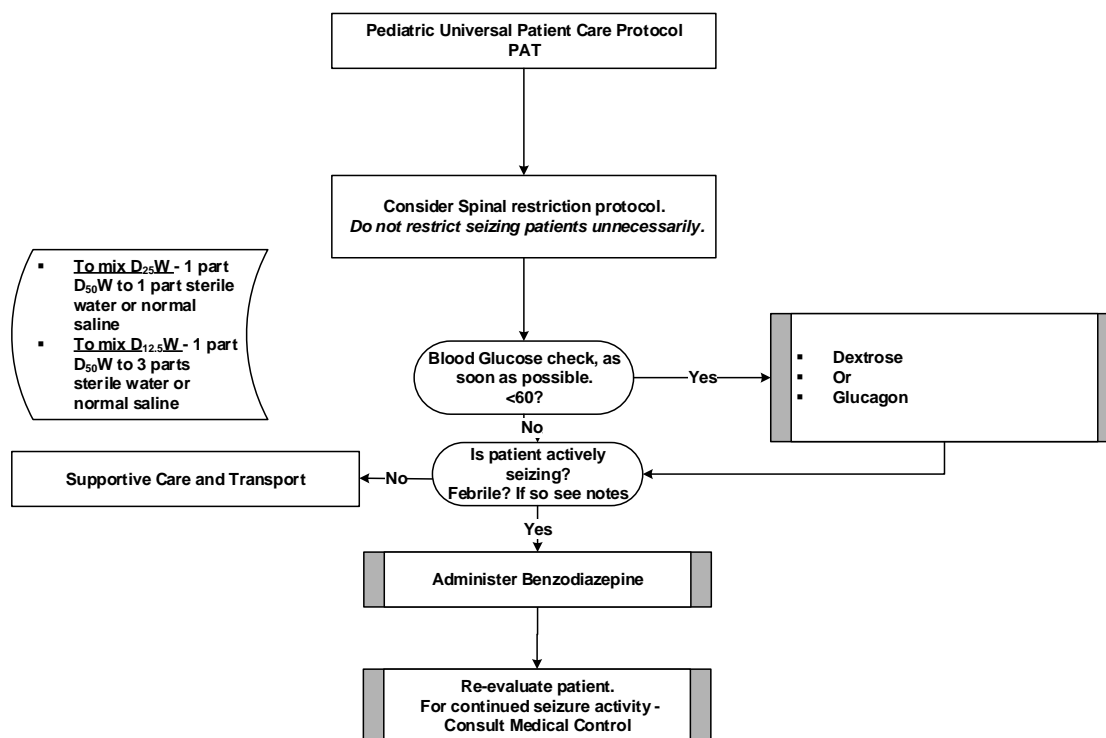 Pediatric Universal Patient Care Protocol
PAT
Consider Spinal restriction protocol.
Do not restrict seizing patients unnecessarily.
▪ To mix D25W - 1 part
D50W to 1 part sterile
water or normal
saline
▪ To mix D12.5W - 1 part
D50W to 3 parts
sterile water or
normal saline
Blood Glucose check, as
soon as possible.
<60?
Yes
▪ Dextrose
▪ Or
▪ Glucagon
No
Is patient actively
seizing?
Febrile? If so see notes
No
Supportive Care and Transport
Yes
Administer Benzodiazepine
Re-evaluate patient.
For continued seizure activity -
Consult Medical Control